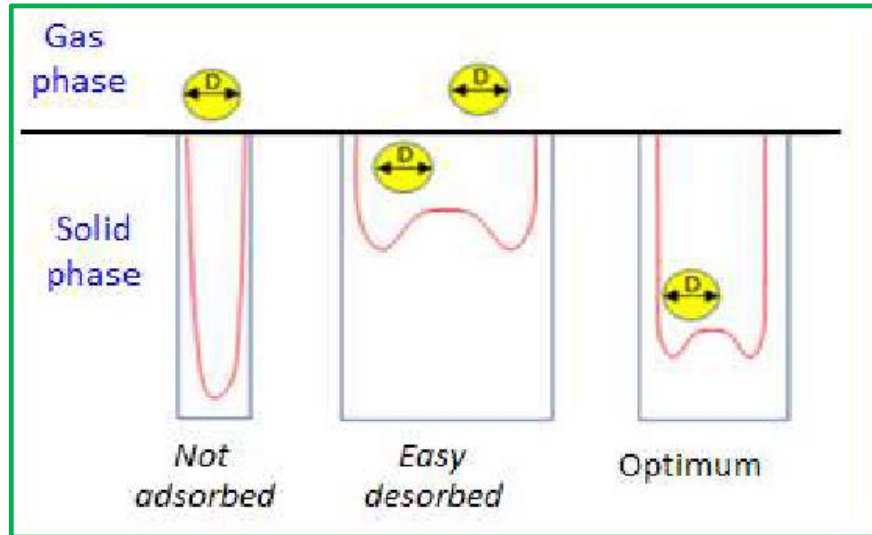 Gas
phase
D
D
D
Solid
phase
D
Not
adsorbed
Easy
desorbed
Optimum